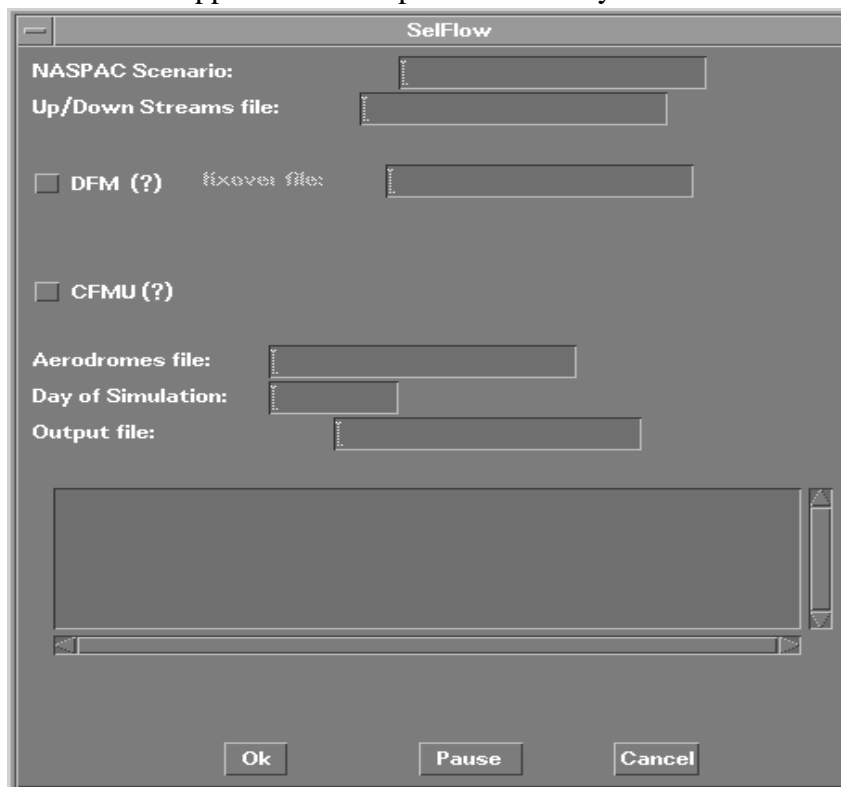 SelFlow
NASPAC Scenario:
Up/Down Streams file:
DFM (?) fixover file:
CFMU (?)
Aerodromes file:
Day of Simulation:
Output file:
Ok Pause Cancel